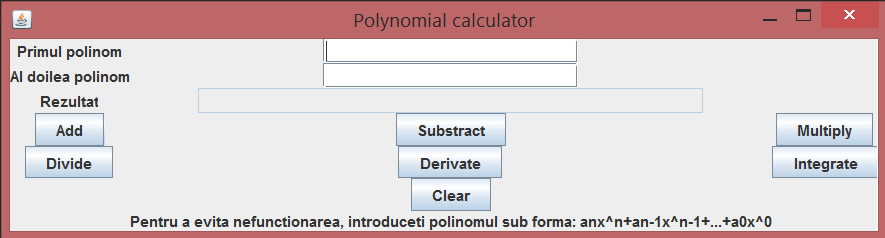 Polynomial calculator
Primul polinom
Al doilea polinom
Rezultat
Add Substract Multiply
Divide Derivate Integrate
Clear
Pentru a evita nefunctionarea, introduceti polinomul sub forma: anx^n+an-1x^n-1+...+a0x^0